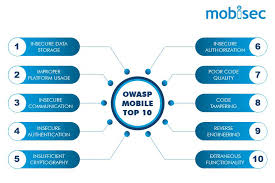 mobisec
1
INSECURE DATA
STORAGE
2
IMPROPER
PLATFORM USAGE
3
INSECURE
COMMUNICATION
4
INSECURE
AUTHENTICATION
5
INSUFFICIENT
CRYPTOGRAPHY
OWASP
MOBILE
TOP 10
INSECURE
AUTHORIZATION
6
POOR CODE
QUALITY
7
CODE
TAMPERING
8
REVERSE
ENGINEERING
9
EXTRANEOUS
FUNCTIONALITY
10